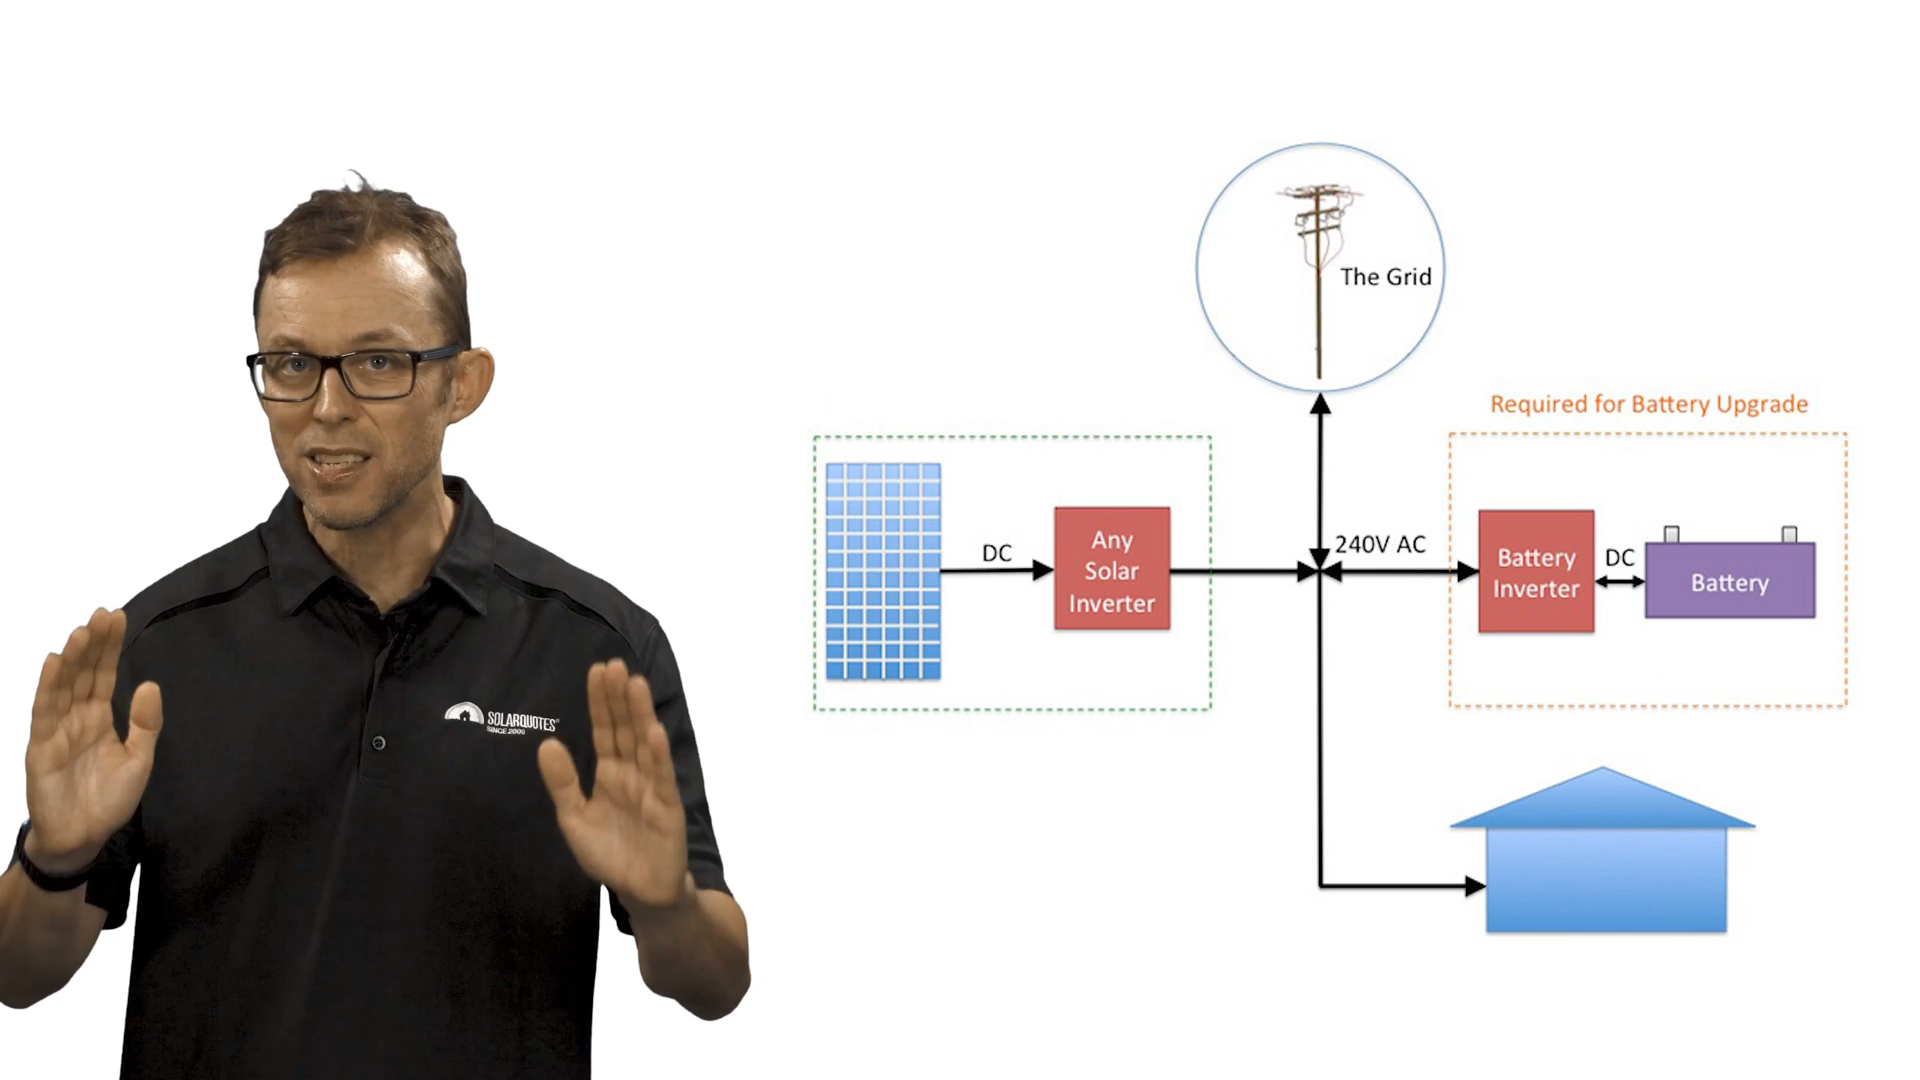 The Grid
Required for Battery Upgrade
DC
Any
Solar
Inverter
240V AC
Battery
Inverter
DC
Battery
SOLARQUOTES®
SINCE 2009